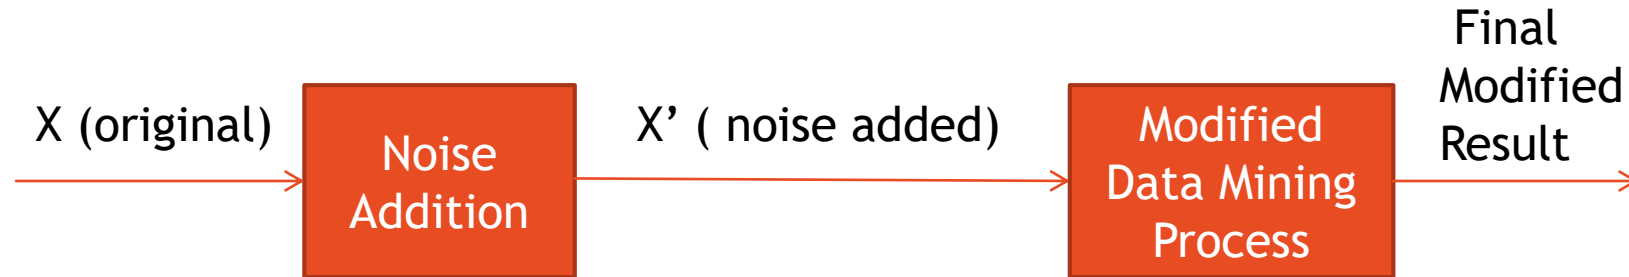 X (original)
Noise
Addition
X’ ( noise added)
Modified
Data Mining
Process
Final
Modified
Result